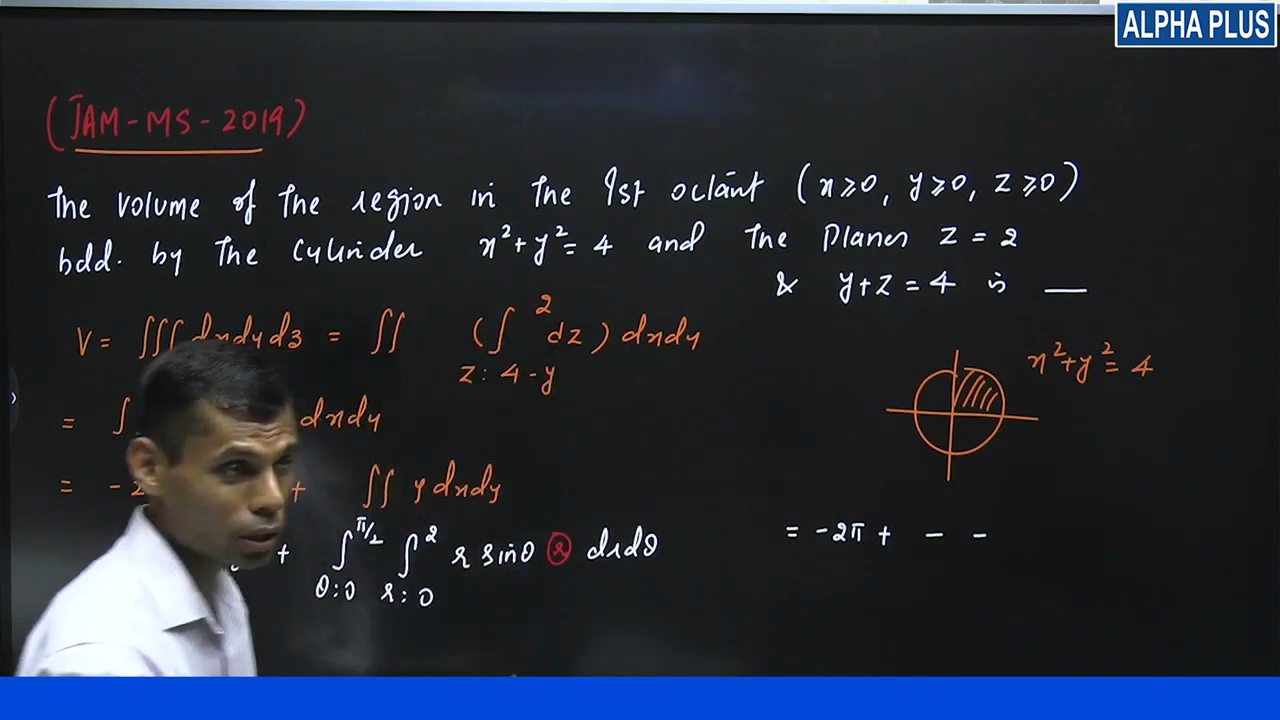 ALPHA PLUS
(JAM-MS-2019)
The volume of the region in the 1st octant (x≥0, y≥0, z≥0)
bdd. by the cylinder x²+y²=4 and the planes z=2
& y+z=4 is __
V = ∭ dxdydz = ∬ (∫_{z:4-y}^{2} dz) dxdy
x²+y²=4
= ∫ dxdy
= -2 + ∬ y dxdy
+ ∫_{θ:0}^{π/2} ∫_{r:0}^{2} r sinθ r drdθ
= -2π + - -